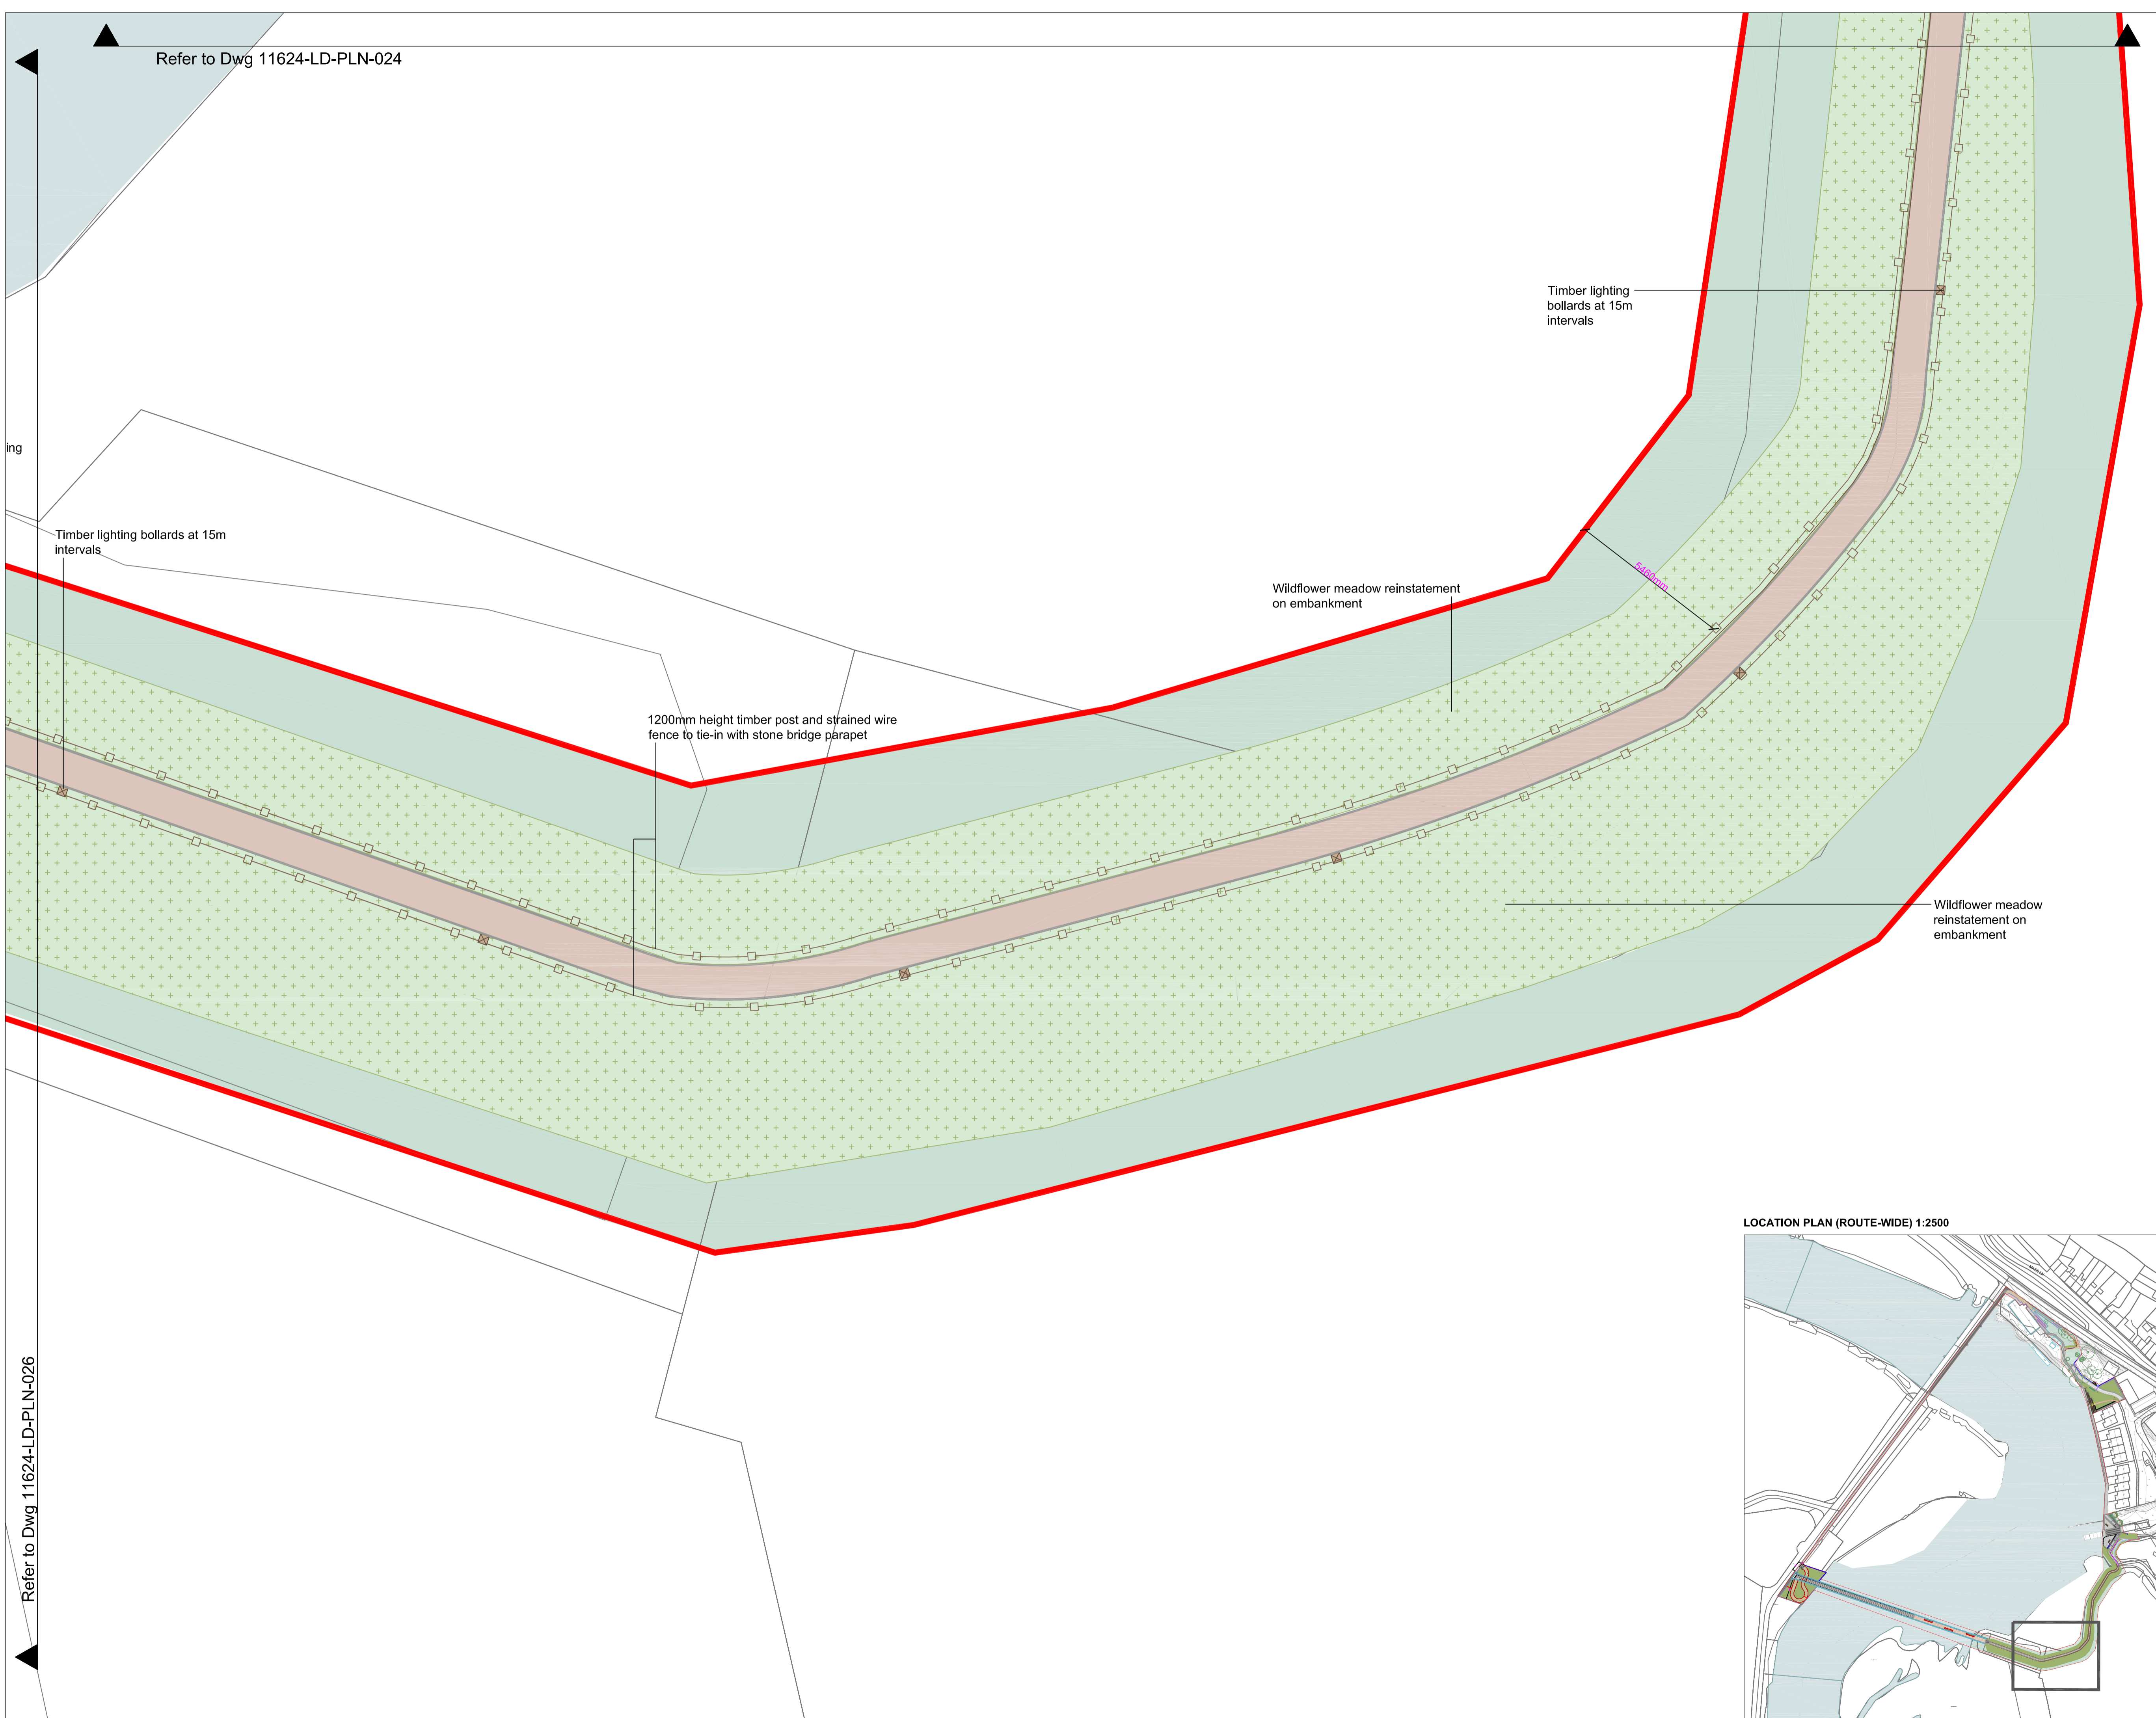 Refer to Dwg 11624-LD-PLN-024
Timber lighting
bollards at 15m
intervals
ing
Timber lighting bollards at 15m
intervals
5460mm
Wildflower meadow reinstatement
on embankment
1200mm height timber post and strained wire
fence to tie-in with stone bridge parapet
Wildflower meadow
reinstatement on
embankment
LOCATION PLAN (ROUTE-WIDE) 1:2500
Refer to Dwg 11624-LD-PLN-026